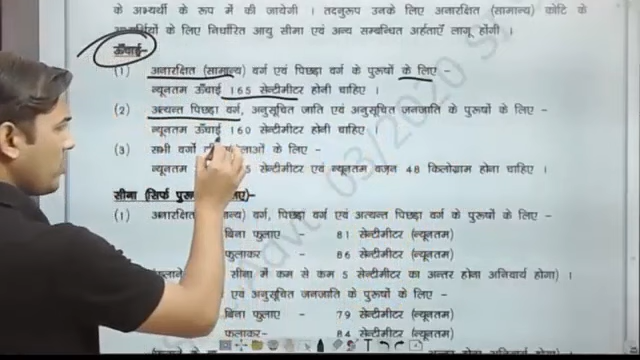 के अभ्यर्थी के रूप में की जायेगी । तदनुरूप उनके लिए अनारक्षित (सामान्य) कोटि के
के लिए निर्धारित आयु सीमा एवं अन्य सम्बन्धित अर्हताएँ लागू होंगी ।
ऊँचाई-
(1) अनारक्षित (सामान्य) वर्ग एवं पिछड़ा वर्ग के पुरूषों के लिए -
न्यूनतम ऊँचाई 165 सेन्टीमीटर होनी चाहिए ।
(2) अत्यन्त पिछड़ा वर्ग, अनुसूचित जाति एवं अनुसूचित जनजाति के पुरूषों के लिए -
न्यूनतम ऊँचाई 160 सेन्टीमीटर होनी चाहिए ।
(3) सभी वर्गों के लिए -
न्यूनतम सेन्टीमीटर एवं न्यूनतम वजन 48 किलोग्राम होना चाहिए ।
सीना (सिर्फ
(1) वर्ग, पिछड़ा वर्ग एवं अत्यन्त पिछड़ा वर्ग के पुरूषों के लिए -
बिना फुलाए - 81 सेन्टीमीटर (न्यूनतम)
फुलाकर - 86 सेन्टीमीटर (न्यूनतम)
सीना में कम से कम 5 सेन्टीमीटर का अन्तर होना अनिवार्य होगा) ।
एवं अनुसूचित जनजाति के पुरूषों के लिए -
बिना फुलाए - 79 सेन्टीमीटर (न्यूनतम)
फुलाकर- 84 सेन्टीमीटर (न्यूनतम)
03/2020